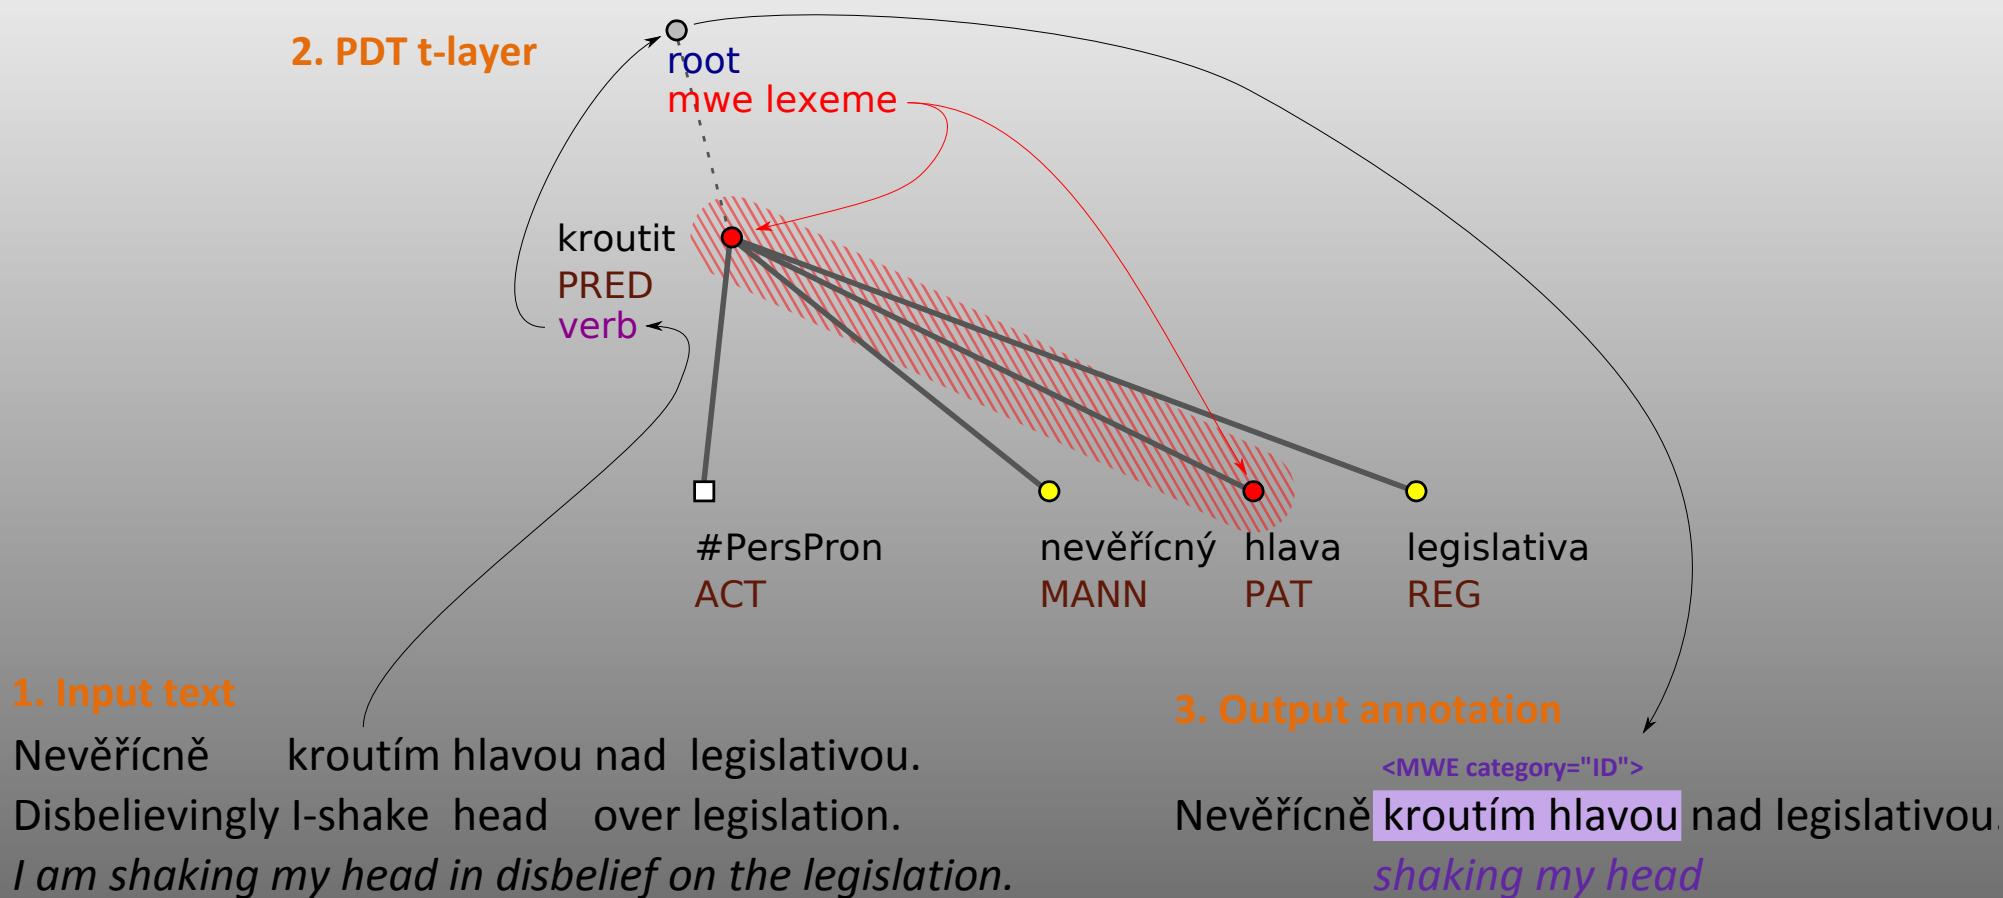 2. PDT t-layer
root
mwe lexeme
kroutit
PRED
verb
#PersPron
ACT
nevěřícný
MANN
hlava
PAT
legislativa
REG
1. Input text
Nevěřícně kroutím hlavou nad legislativou.
Disbelievingly I-shake head over legislation.
I am shaking my head in disbelief on the legislation.
3. Output annotation
<MWE category="ID">
Nevěřícně kroutím hlavou nad legislativou.
shaking my head